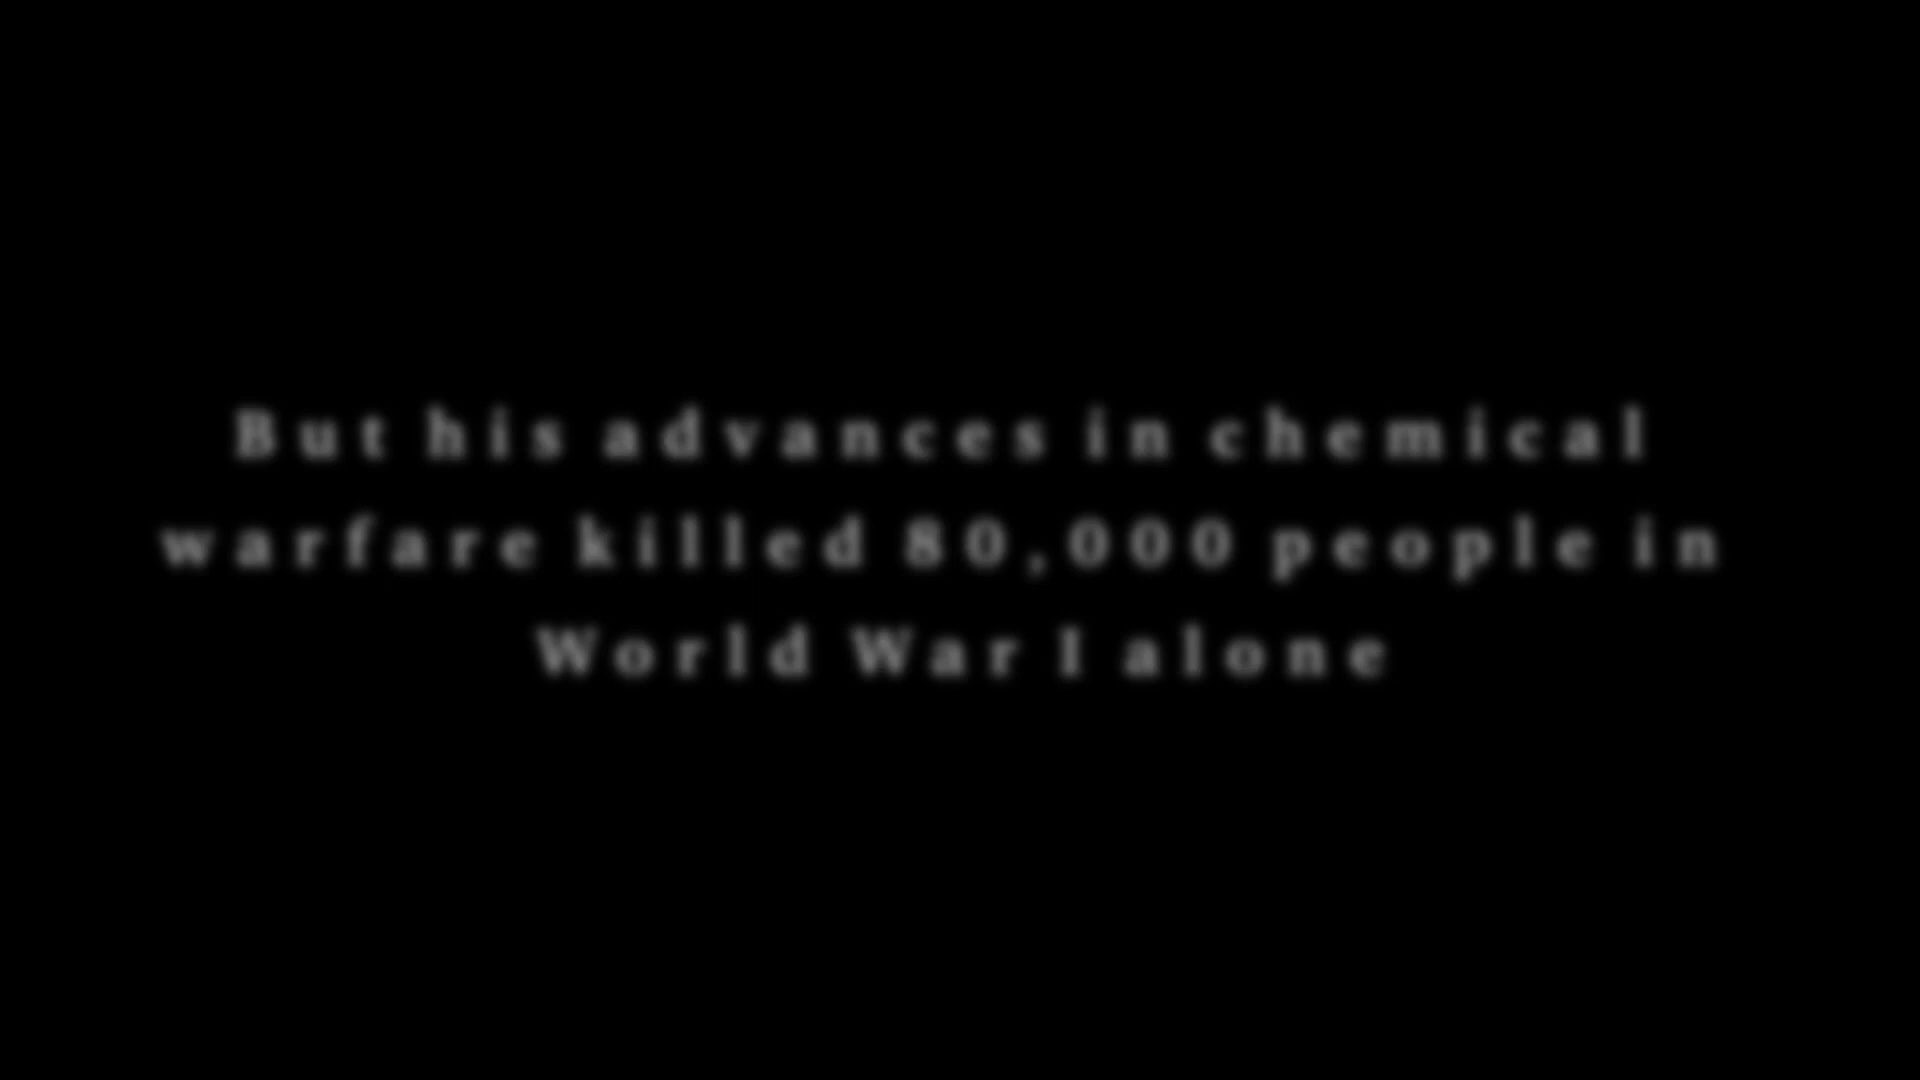 But his advances in chemical
warfare killed 80,000 people in
World War I alone